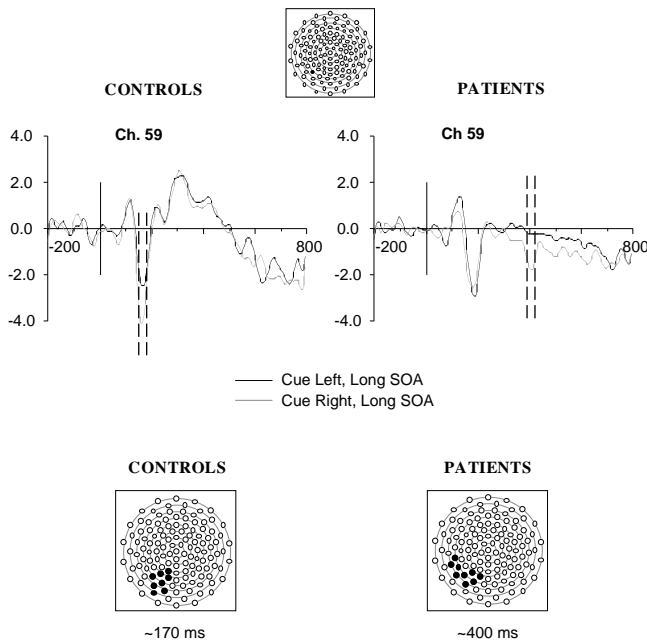 CONTROLS PATIENTS
Ch. 59 Ch 59
4.0 4.0
2.0 2.0
0.0 0.0
-200 800 -200 800
-2.0 -2.0
-4.0 -4.0
Cue Left, Long SOA
Cue Right, Long SOA
CONTROLS PATIENTS
~170 ms ~400 ms